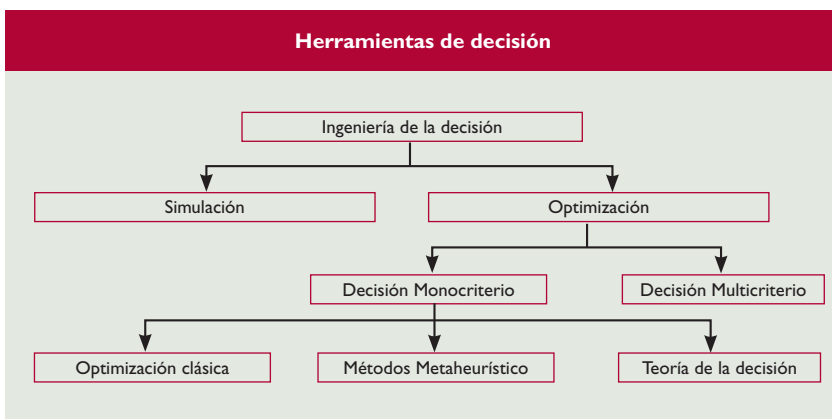 Herramientas de decisión
Ingeniería de la decisión
Simulación
Optimización
Decisión Monocriterio
Decisión Multicriterio
Optimización clásica
Métodos Metaheurístico
Teoría de la decisión